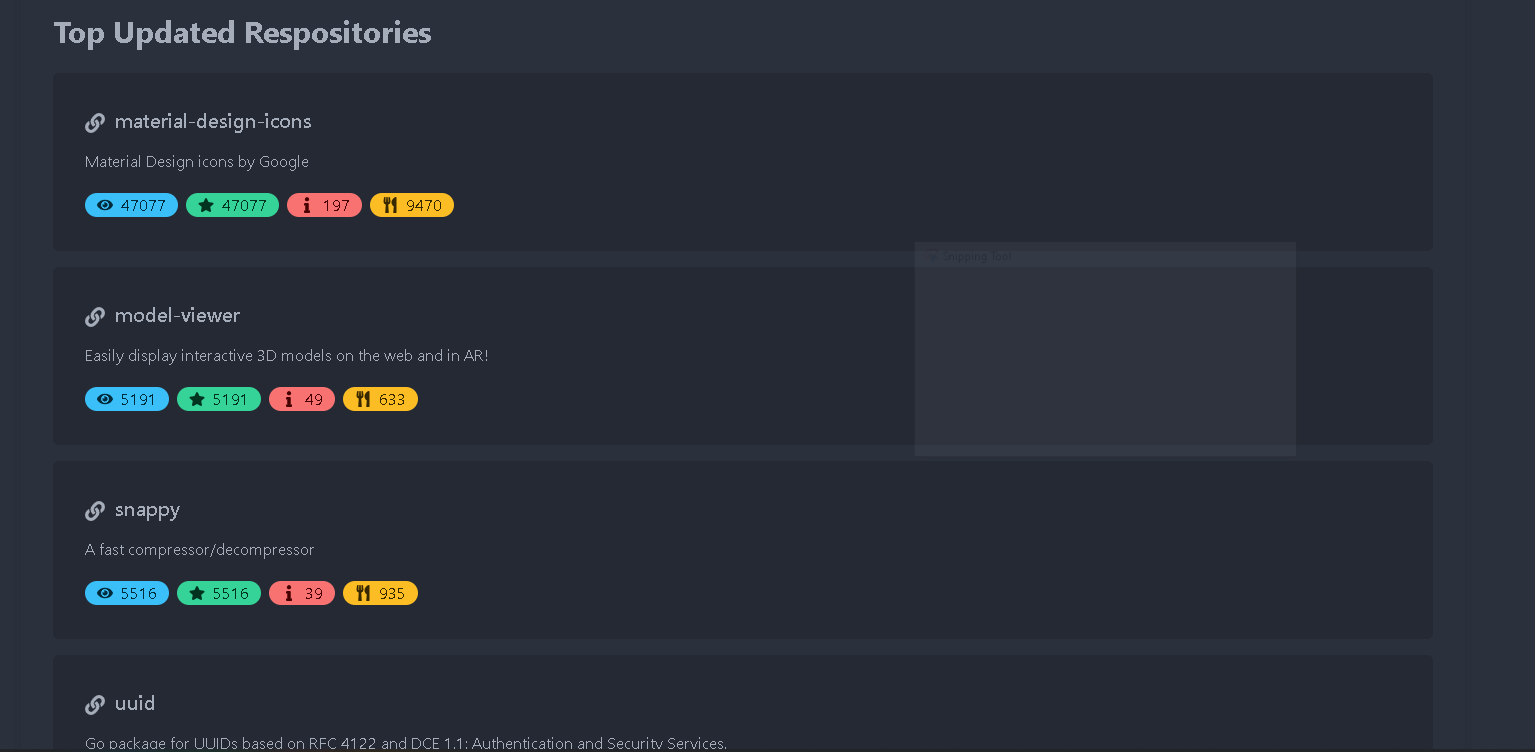 Top Updated Respositories
material-design-icons
Material Design icons by Google
47077 47077 197 9470
Snipping Tool
model-viewer
Easily display interactive 3D models on the web and in AR!
5191 5191 49 633
snappy
A fast compressor/decompressor
5516 5516 39 935
uuid
Go package for UUIDs based on RFC 4122 and DCE 1.1: Authentication and Security Services.